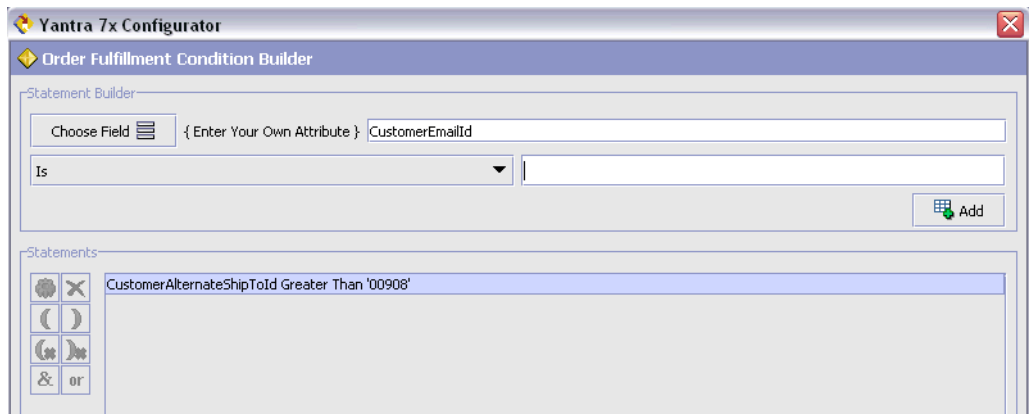 Yantra 7x Configurator
Order Fulfillment Condition Builder
Statement Builder
Choose Field { Enter Your Own Attribute } CustomerEmailId
Is
Add
Statements
CustomerAlternateShipToId Greater Than '00908'
( )
( )
& or